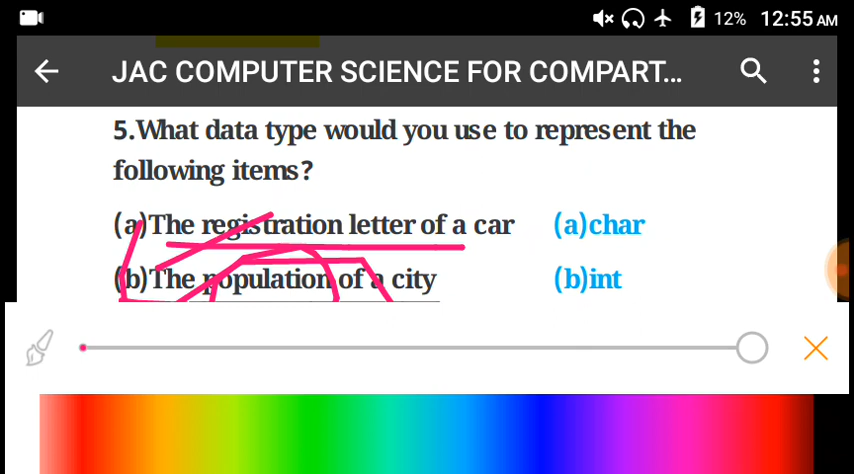 12% 12:55 AM
JAC COMPUTER SCIENCE FOR COMPART...
5.What data type would you use to represent the
following items?
(a)The registration letter of a car (a)char
(b)The population of a city (b)int